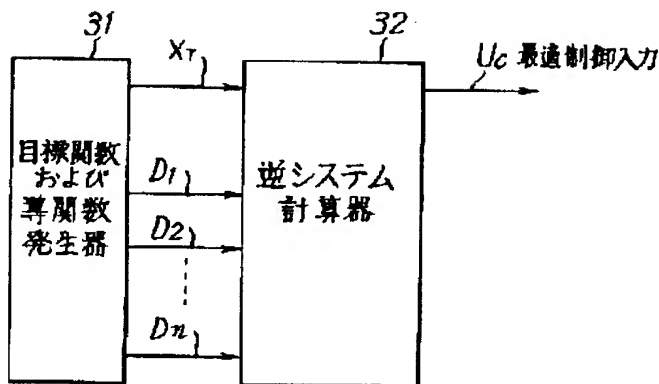 31
32
XT
Uc 最適制御入力
目標関数
および
導関数
発生器
D1
D2
Dn
逆システム
計算器